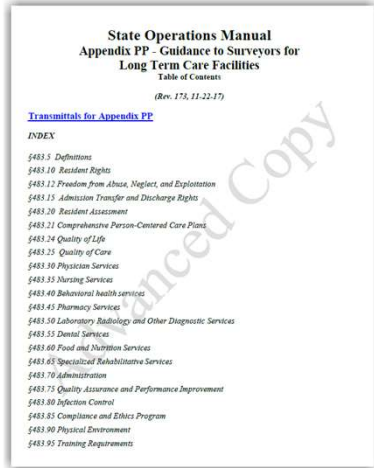 State Operations Manual
Appendix PP - Guidance to Surveyors for
Long Term Care Facilities
Table of Contents
(Rev. 173, 11-22-17)
Transmittals for Appendix PP
INDEX
§483.5 Definitions
§483.10 Resident Rights
§483.12 Freedom from Abuse, Neglect, and Exploitation
§483.15 Admission Transfer and Discharge Rights
§483.20 Resident Assessment
§483.21 Comprehensive Person-Centered Care Plans
§483.24 Quality of Life
§483.25 Quality of Care
§483.30 Physician Services
§483.35 Nursing Services
§483.40 Behavioral health services
§483.45 Pharmacy Services
§483.50 Laboratory Radiology and Other Diagnostic Services
§483.55 Dental Services
§483.60 Food and Nutrition Services
§483.65 Specialized Rehabilitative Services
§483.70 Administration
§483.75 Quality Assurance and Performance Improvement
§483.80 Infection Control
§483.85 Compliance and Ethics Program
§483.90 Physical Environment
§483.95 Training Requirements
Advanced Copy